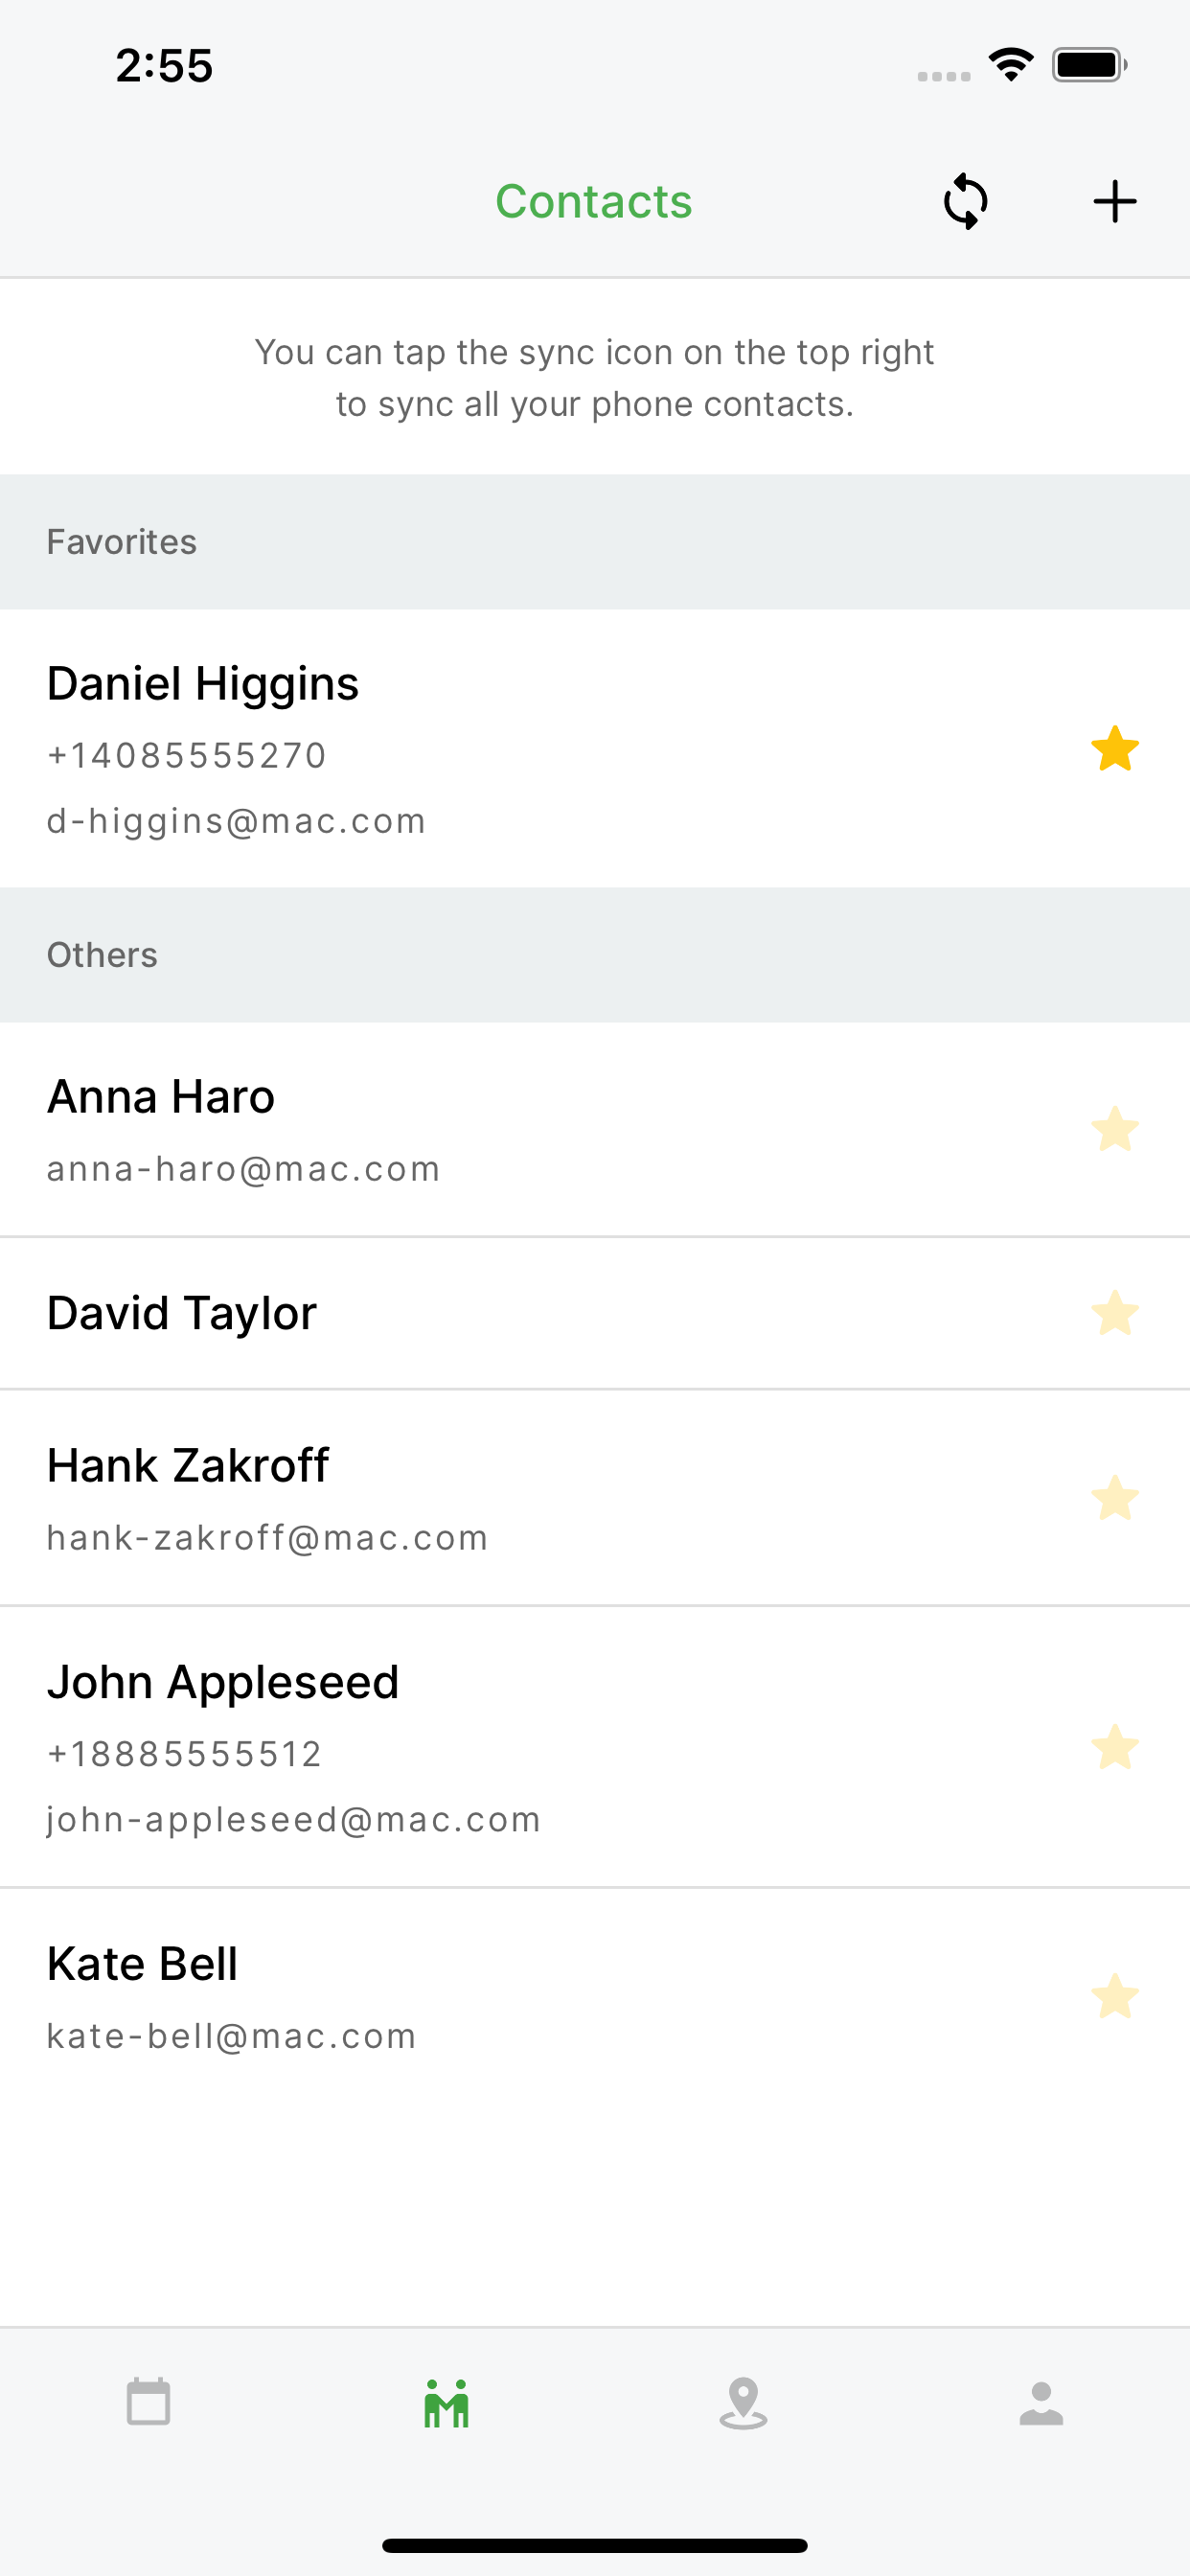 2:55
Contacts
You can tap the sync icon on the top right
to sync all your phone contacts.
Favorites
Daniel Higgins
+14085555270
d-higgins@mac.com
Others
Anna Haro
anna-haro@mac.com
David Taylor
Hank Zakroff
hank-zakroff@mac.com
John Appleseed
+18885555512
john-appleseed@mac.com
Kate Bell
kate-bell@mac.com